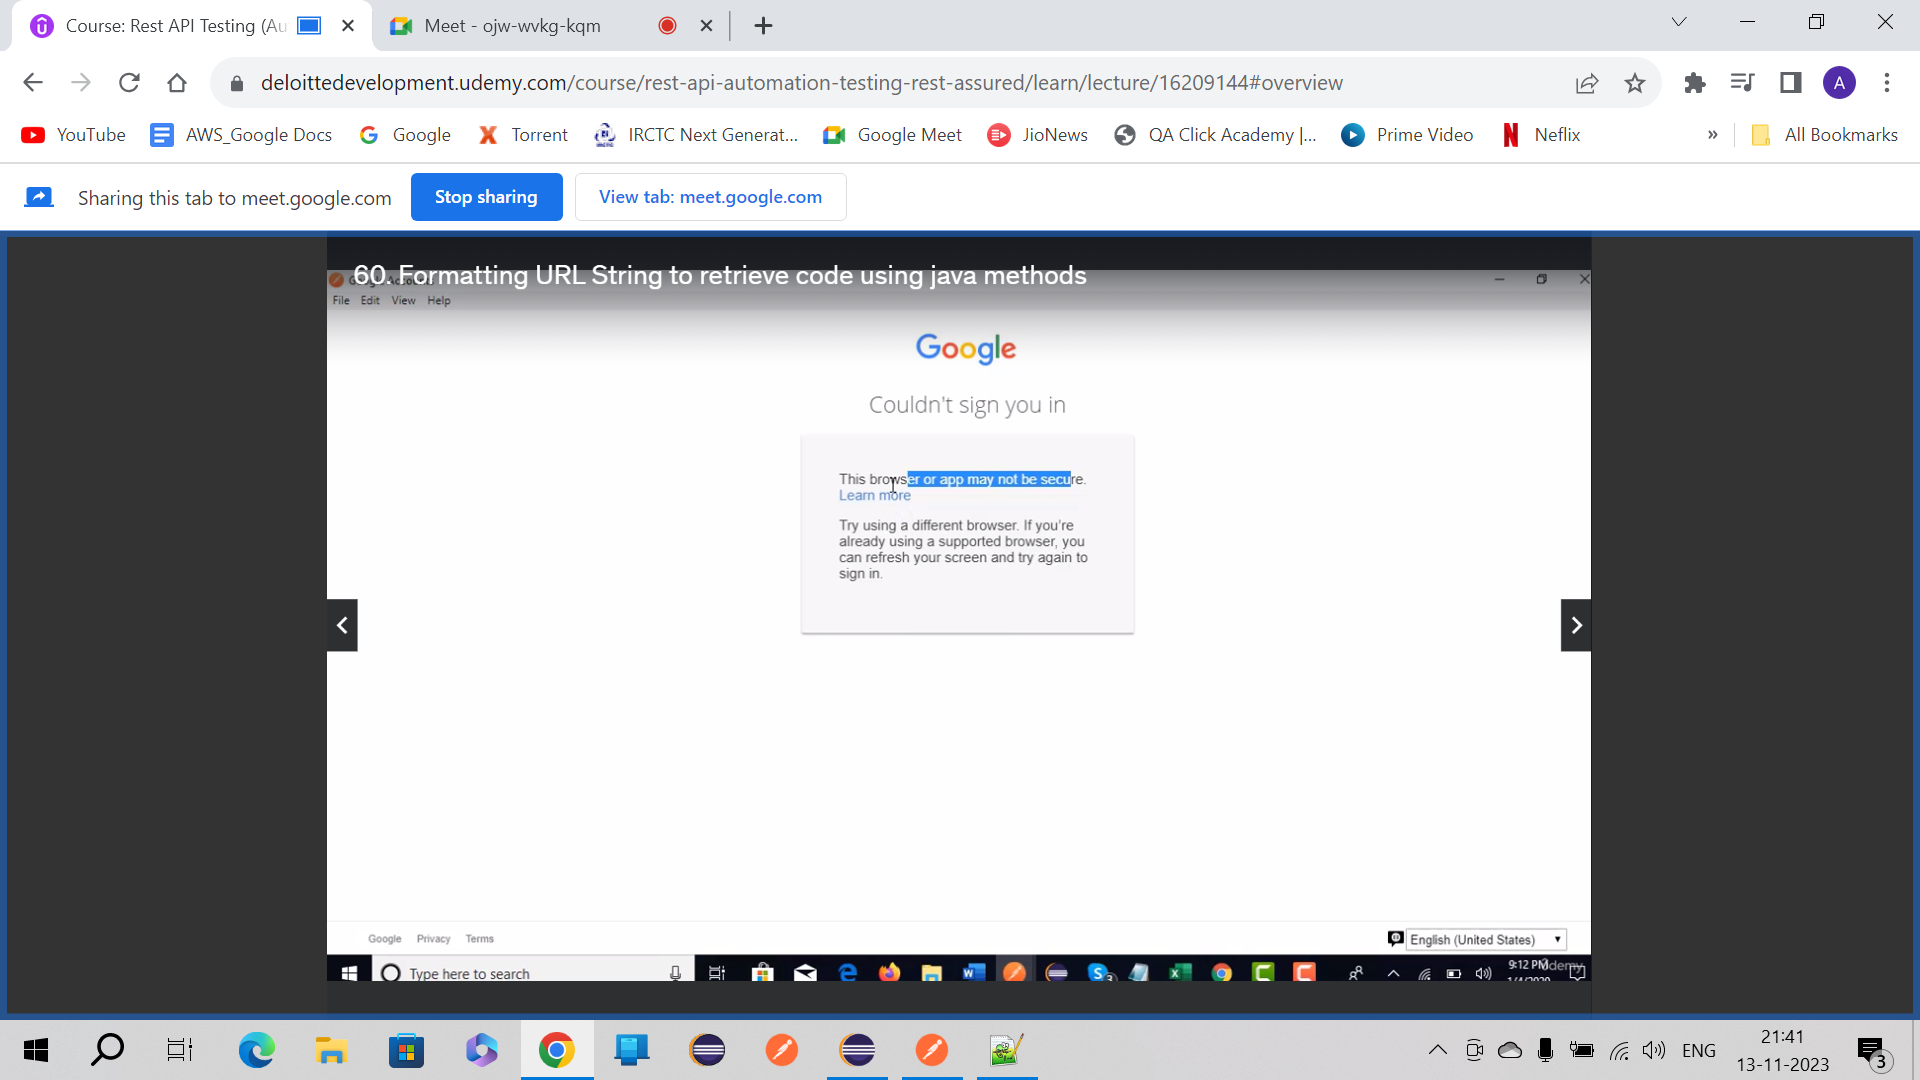 Course: Rest API Testing (Au
Meet - ojw-wvkg-kqm
deloittedevelopment.udemy.com/course/rest-api-automation-testing-rest-assured/learn/lecture/16209144#overview
A
YouTube
AWS_Google Docs
Google
Torrent
IRCTC Next Generat...
Google Meet
JioNews
QA Click Academy |...
Prime Video
Neflix
»
All Bookmarks
Sharing this tab to meet.google.com
Stop sharing
View tab: meet.google.com
60. Formatting URL String to retrieve code using java methods
File Edit View Help
Google
Couldn't sign you in
This browser or app may not be secure.
Learn more
Try using a different browser. If you're
already using a supported browser, you
can refresh your screen and try again to
sign in.
Google Privacy Terms
English (United States)
Type here to search
9:12 PM
udemy
ENG
21:41
13-11-2023
3